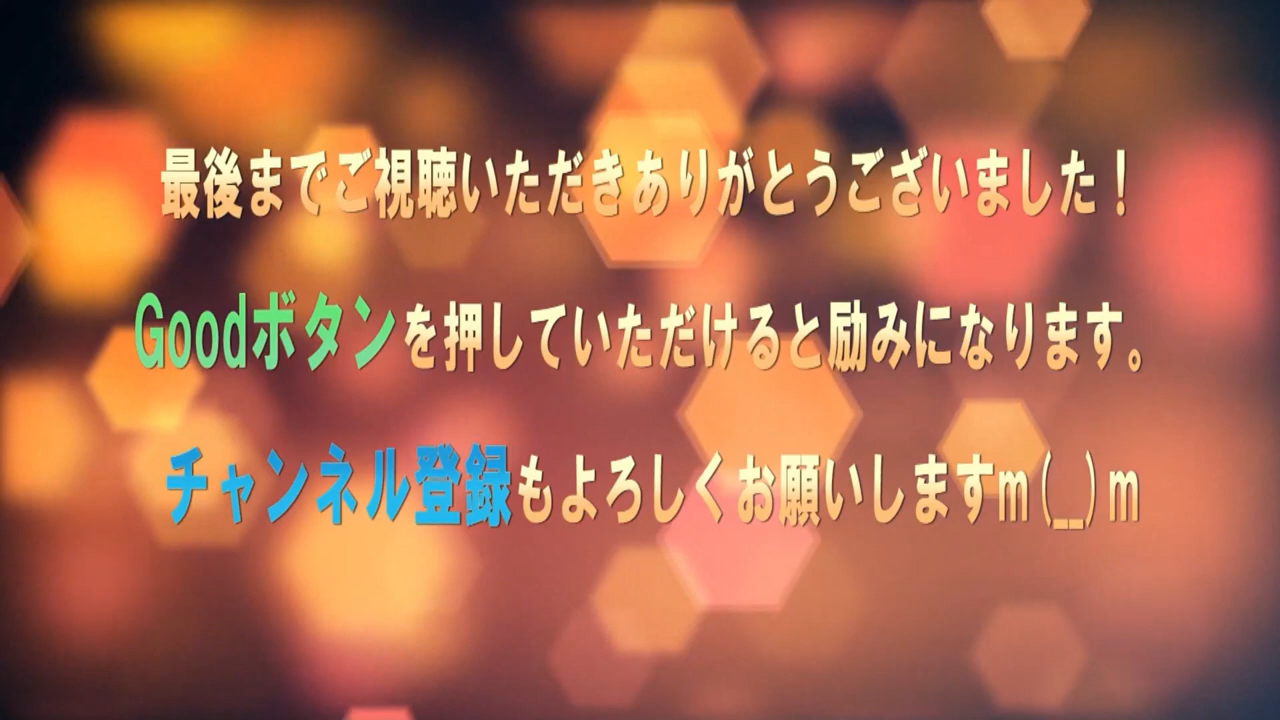 最後までご視聴いただきありがとうございました！
Goodボタンを押していただけると励みになります。
チャンネル登録もよろしくお願いしますm(__)m